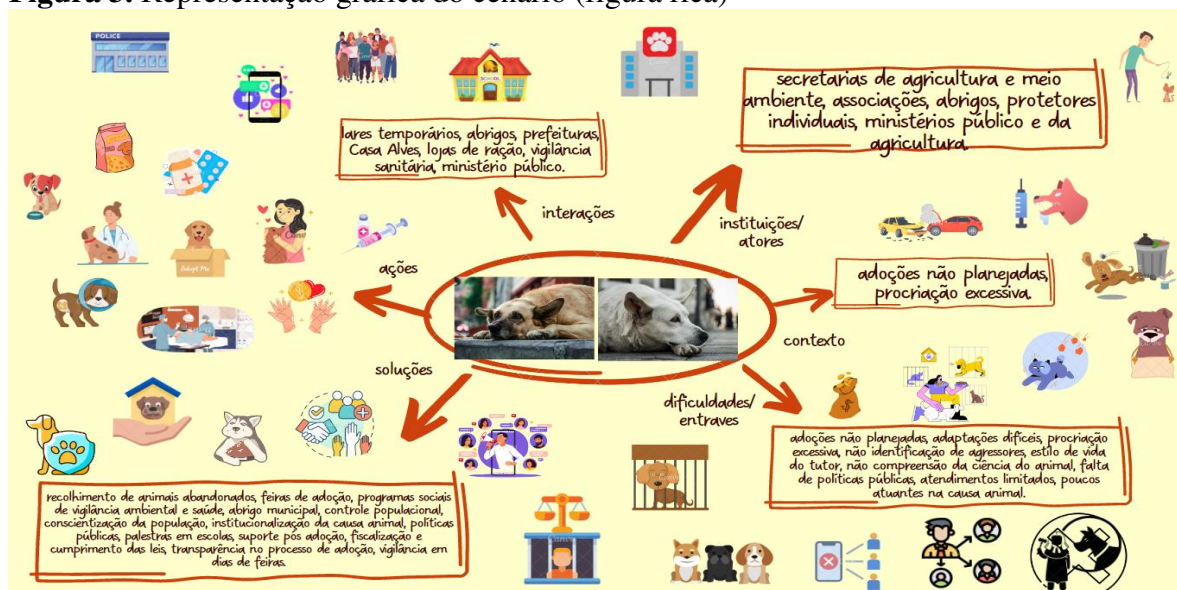 Figura 3. Representação gráfica do cenário (figura rica)
POLICE
SCHOOL
lares temporários, abrigos, prefeituras,
Casa Alves, lojas de ração, vigilância
sanitária, ministério público.
secretarias de agricultura e meio
ambiente, associações, abrigos, protetores
individuais, ministérios público e da
agricultura.
interações
instituições/
atores
ações
Adopt Me
adoções não planejadas,
procriação excessiva.
contexto
soluções
dificuldades/
entraves
adoções não planejadas, adaptações difíceis, procriação
excessiva, não identificação de agressores, estilo de vida
do tutor, não compreensão da ciência do animal, falta
de políticas públicas, atendimentos limitados, poucos
atuantes na causa animal.
recolhimento de animais abandonados, feiras de adoção, programas sociais
de vigilância ambiental e saúde, abrigo municipal, controle populacional,
conscientização da população, institucionalização da causa animal, políticas
públicas, palestras em escolas, suporte pós adoção, fiscalização e
cumprimento das leis, transparência no processo de adoção, vigilância em
dias de feiras.